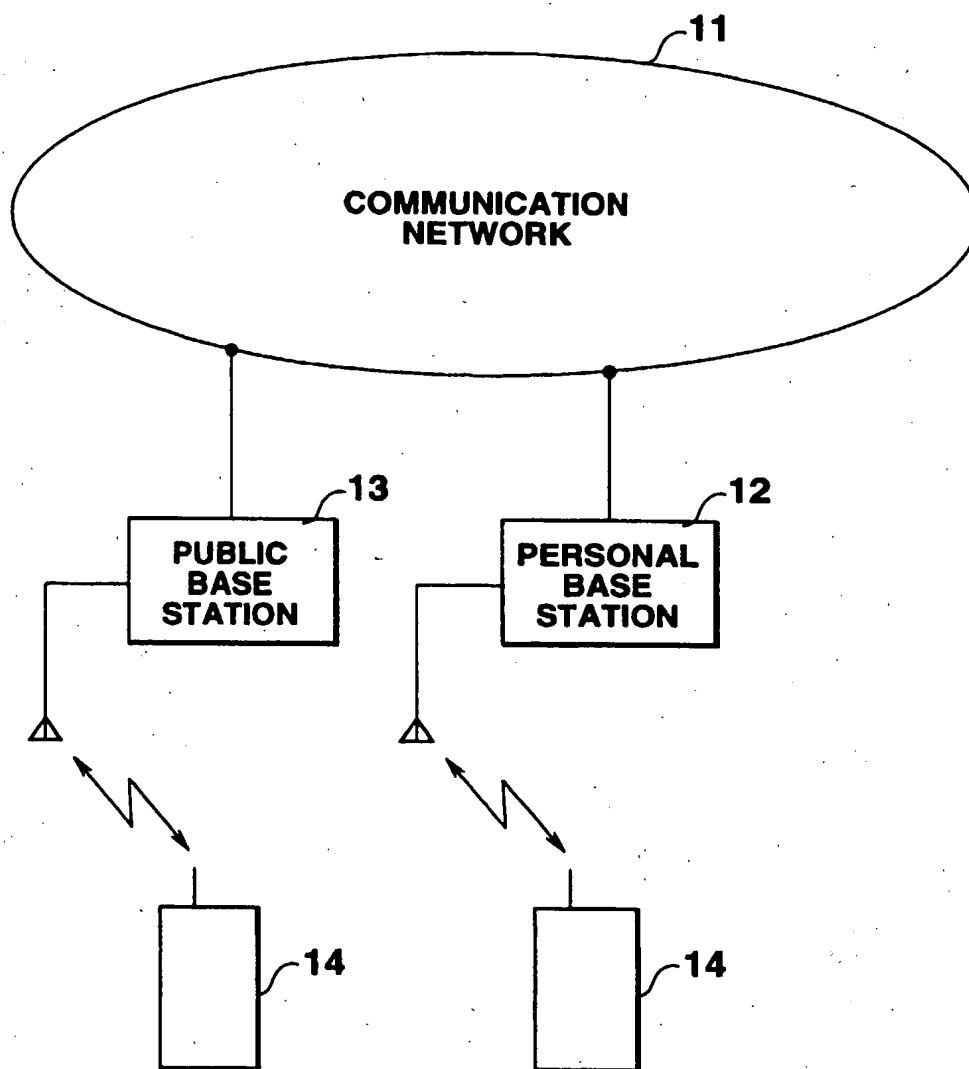 11
COMMUNICATION
NETWORK
13
PUBLIC
BASE
STATION
12
PERSONAL
BASE
STATION
14
14